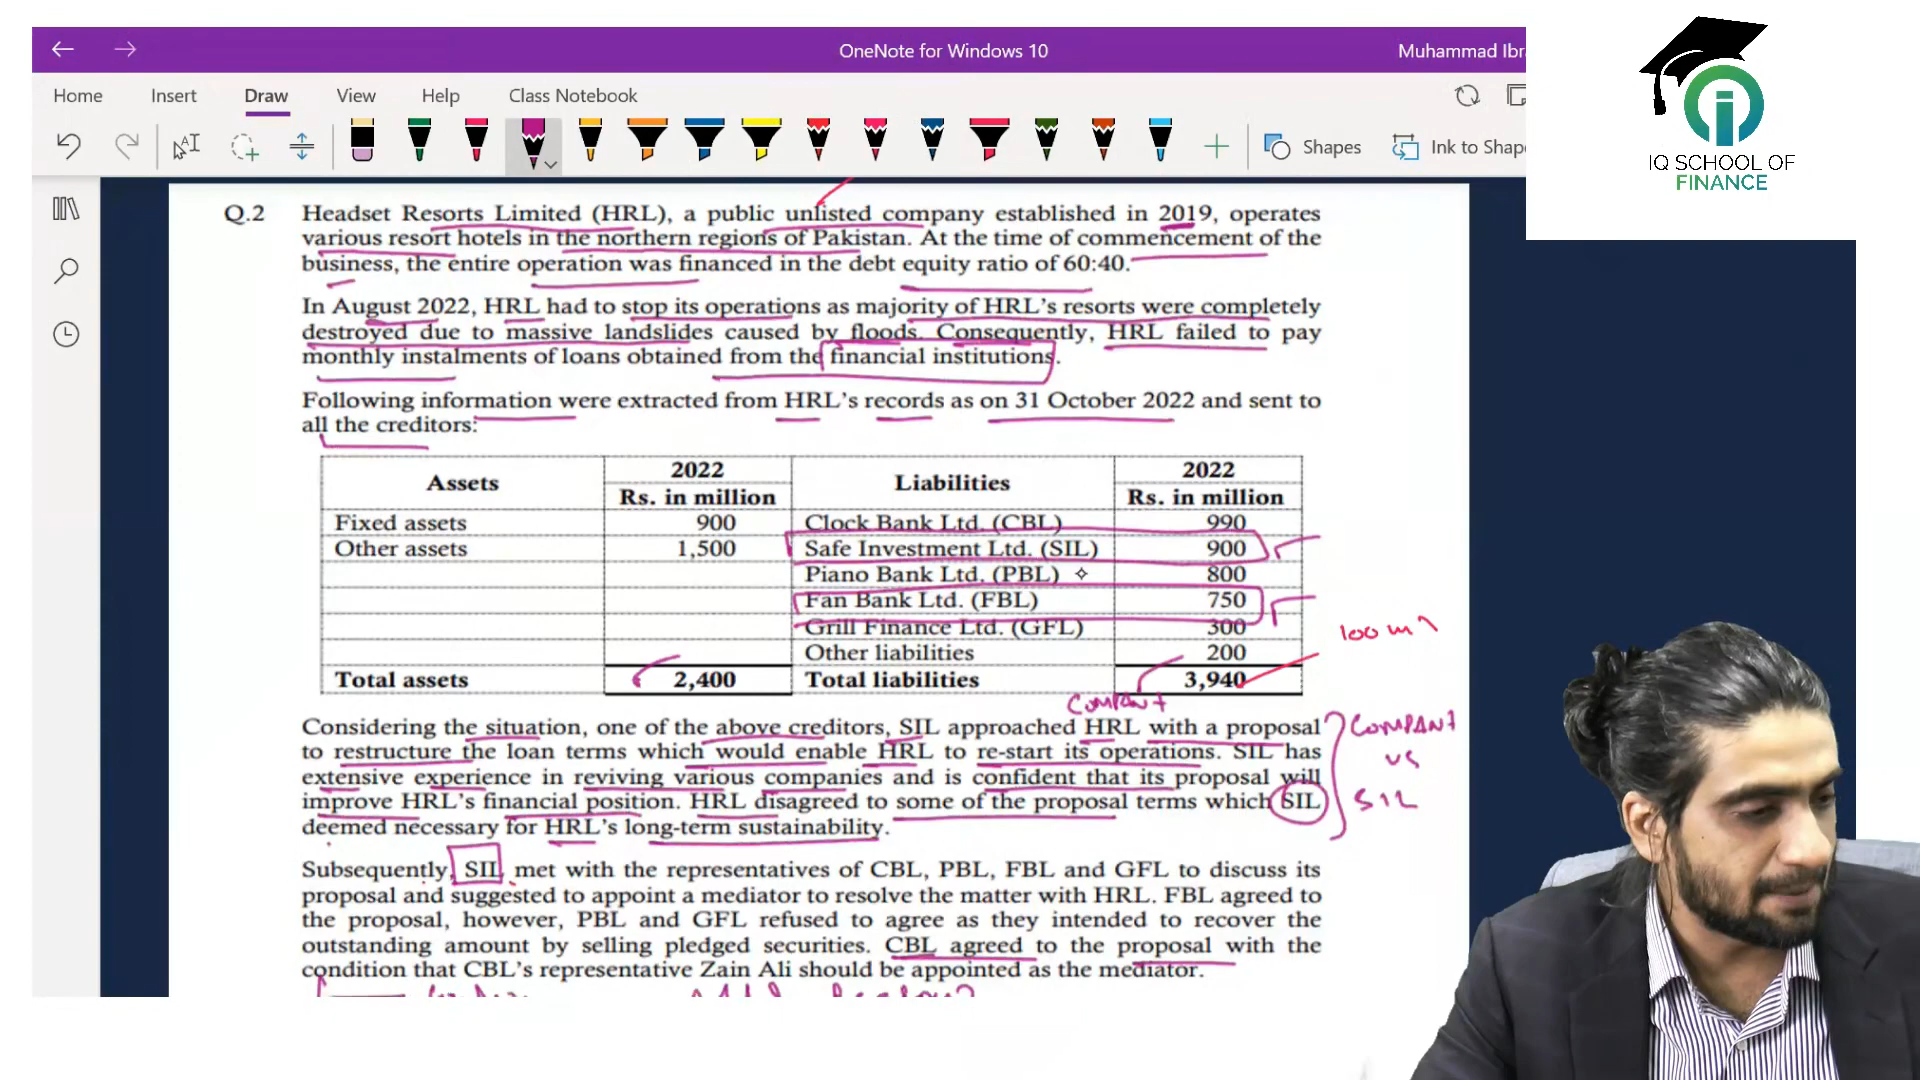 OneNote for Windows 10
Muhammad Ibr
IQ SCHOOL OF
FINANCE
Home Insert Draw View Help Class Notebook
Shapes Ink to Shap
Q.2 Headset Resorts Limited (HRL), a public unlisted company established in 2019, operates
various resort hotels in the northern regions of Pakistan. At the time of commencement of the
business, the entire operation was financed in the debt equity ratio of 60:40.
In August 2022, HRL had to stop its operations as majority of HRL's resorts were completely
destroyed due to massive landslides caused by floods. Consequently, HRL failed to pay
monthly instalments of loans obtained from the financial institutions.
Following information were extracted from HRL's records as on 31 October 2022 and sent to
all the creditors:
Assets 2022 Liabilities 2022
Rs. in million Rs. in million
Fixed assets 900 Clock Bank Ltd. (CBL) 990
Other assets 1,500 Safe Investment Ltd. (SIL) 900
Piano Bank Ltd. (PBL) 800
Fan Bank Ltd. (FBL) 750
Grill Finance Ltd. (GFL) 300
Other liabilities 200
100 m
Total assets 2,400 Total liabilities 3,940
COMPANY
Considering the situation, one of the above creditors, SIL approached HRL with a proposal
to restructure the loan terms which would enable HRL to re-start its operations. SIL has
extensive experience in reviving various companies and is confident that its proposal will
improve HRL's financial position. HRL disagreed to some of the proposal terms which SIL
deemed necessary for HRL's long-term sustainability.
COMPANY
VS
SIL
Subsequently, SIL met with the representatives of CBL, PBL, FBL and GFL to discuss its
proposal and suggested to appoint a mediator to resolve the matter with HRL. FBL agreed to
the proposal, however, PBL and GFL refused to agree as they intended to recover the
outstanding amount by selling pledged securities. CBL agreed to the proposal with the
condition that CBL's representative Zain Ali should be appointed as the mediator.